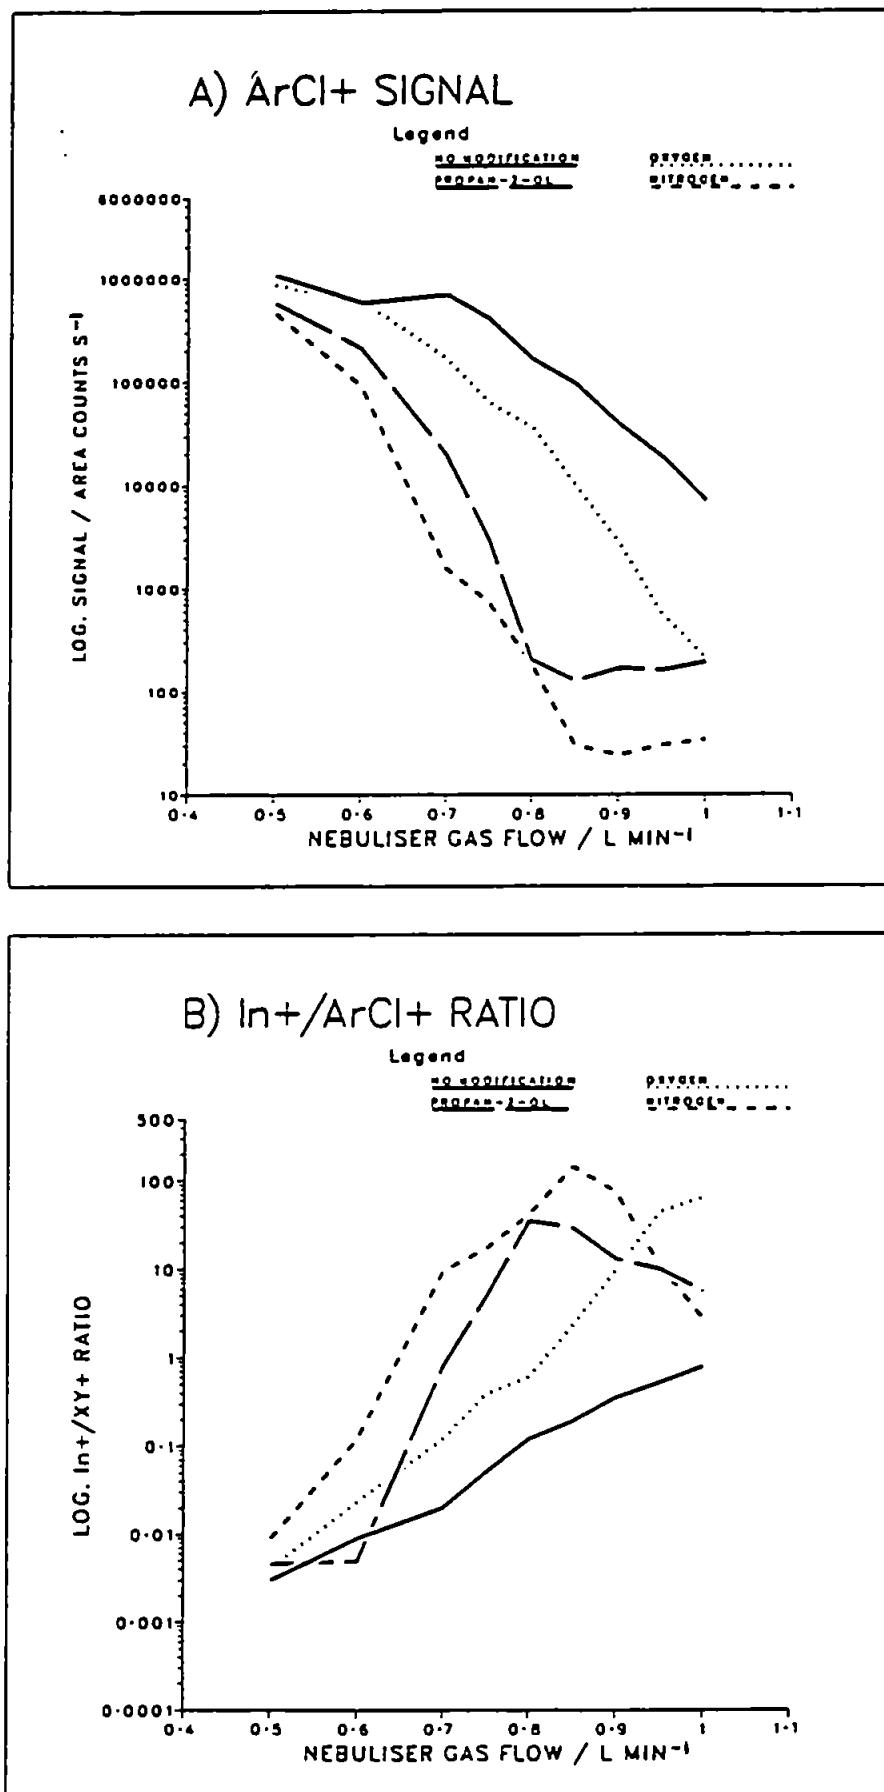 A) ArCl+ SIGNAL
Legend
NO MODIFICATION OXYGEN
PROPAN-2-OL NITROGEN
LOG. SIGNAL / AREA COUNTS S⁻¹
6000000
1000000
100000
10000
1000
100
10
0·4 0·5 0·6 0·7 0·8 0·9 1 1·1
NEBULISER GAS FLOW / L MIN⁻¹
B) In+/ArCl+ RATIO
Legend
NO MODIFICATION OXYGEN
PROPAN-2-OL NITROGEN
LOG. In+/XY+ RATIO
500
100
10
1
0·1
0·01
0·001
0·0001
0·4 0·5 0·6 0·7 0·8 0·9 1 1·1
NEBULISER GAS FLOW / L MIN⁻¹